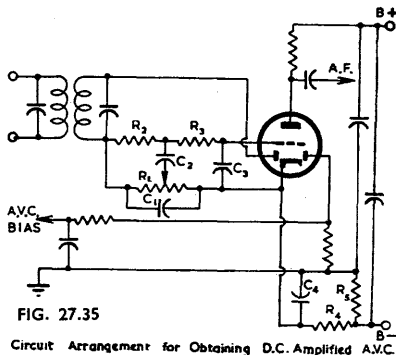 B+
A.F.
R2 R3
C2
C3
R1
C1
A.V.C.
BIAS
C4
R5
R4
B-
FIG. 27.35
Circuit Arrangement for Obtaining D.C. Amplified A.V.C.